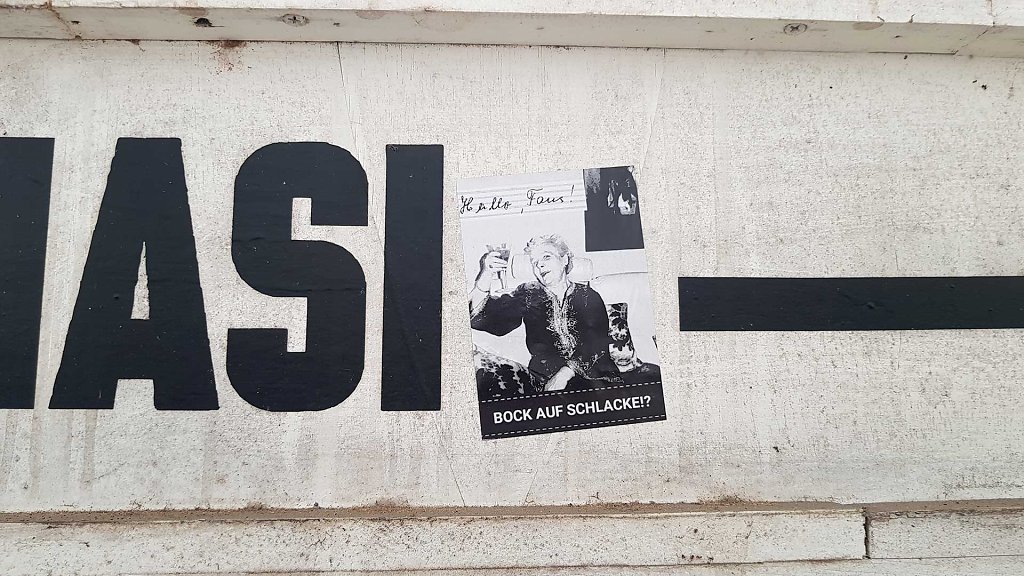 ASI
Hallo, Fans!
BOCK AUF SCHLACKE!?